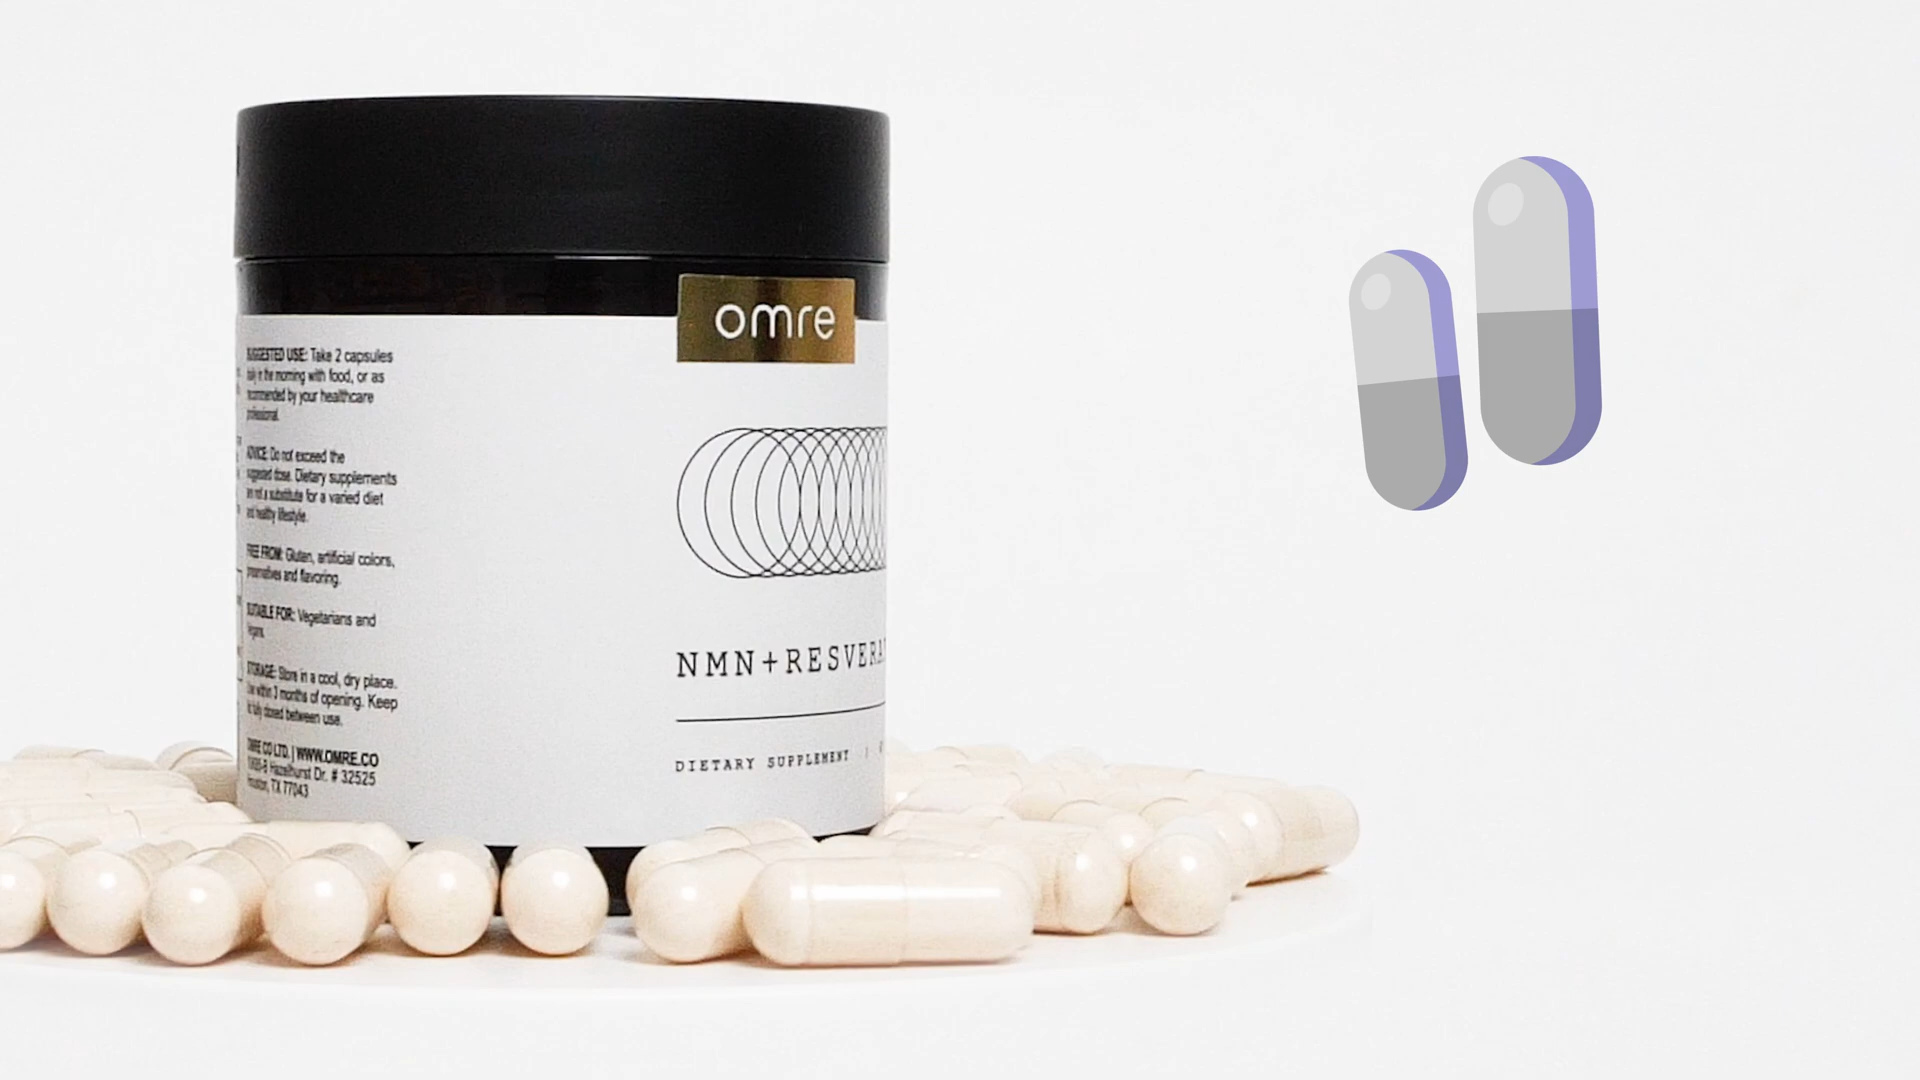 omre
SUGGESTED USE: Take 2 capsules
daily in the morning with food, or as
recommended by your healthcare
professional.
ADVICE: Do not exceed the
suggested dose. Dietary supplements
are not a substitute for a varied diet
and healthy lifestyle.
FREE FROM: Gluten, artificial colors,
preservatives and flavoring.
SUITABLE FOR: Vegetarians and
vegans.
STORAGE: Store in a cool, dry place.
Use within 3 months of opening. Keep
lid fully closed between use.
OMRE CO LTD. | WWW.OMRE.CO
Hazelhurst Dr. # 32525
Houston, TX 77043
NMN+RESVERA
DIETARY SUPPLEMENT |